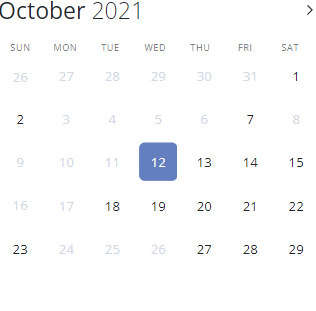 October 2021
SUN MON TUE WED THU FRI SAT
26 27 28 29 30 31 1
2 3 4 5 6 7 8
9 10 11 12 13 14 15
16 17 18 19 20 21 22
23 24 25 26 27 28 29